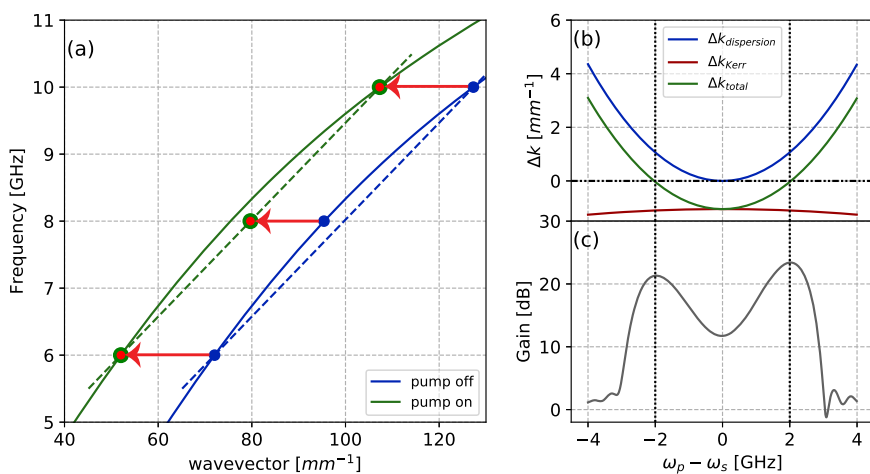 (a)
11
10
9
8
7
6
5
Frequency [GHz]
40
60
80
100
120
wavevector [mm⁻¹]
pump off
pump on
(b)
6
4
2
0
Δk [mm⁻¹]
Δk_dispersion
Δk_Kerr
Δk_total
(c)
30
20
10
0
Gain [dB]
−4
−2
0
2
4
ω_p − ω_s [GHz]